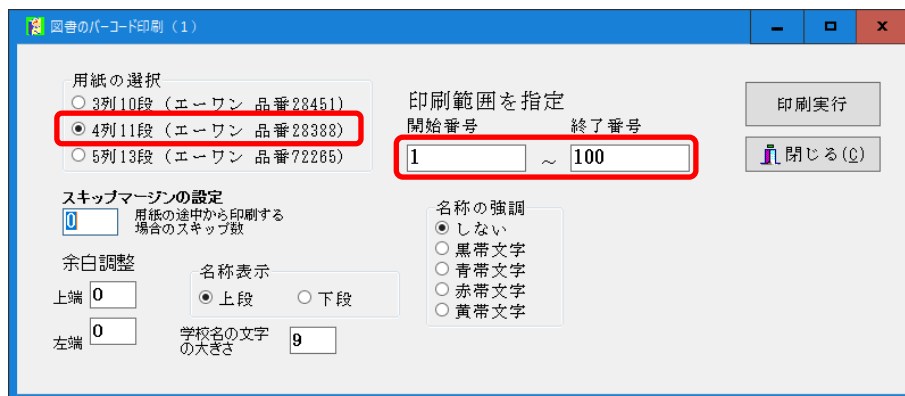 図書のバーコード印刷（1）
用紙の選択
3列10段（エーワン 品番28451）
4列11段（エーワン 品番28388）
5列13段（エーワン 品番72265）
印刷範囲を指定
開始番号 終了番号
1 ～ 100
印刷実行
閉じる(C)
スキップマージンの設定
0 用紙の途中から印刷する
場合のスキップ数
余白調整
上端 0
左端 0
名称表示
上段 下段
学校名の文字
の大きさ 9
名称の強調
しない
黒帯文字
青帯文字
赤帯文字
黄帯文字